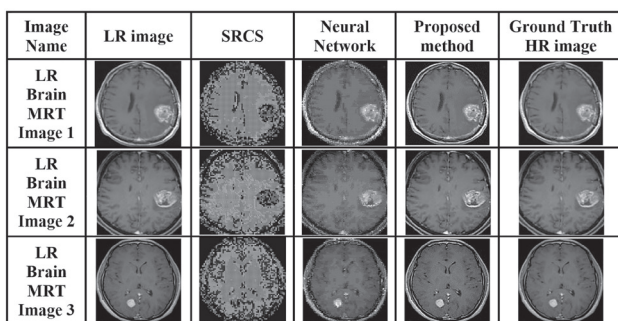 Image Name
LR image
SRCS
Neural Network
Proposed method
Ground Truth HR image
LR
Brain
MRT
Image 1
LR
Brain
MRT
Image 2
LR
Brain
MRT
Image 3